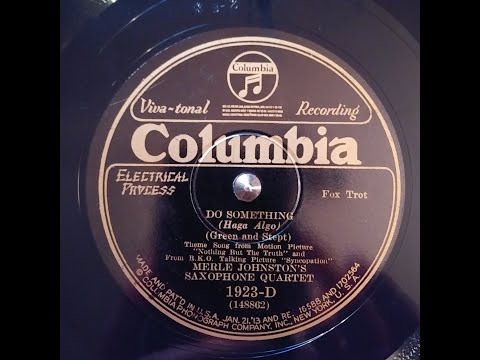 Columbia
Viva-tonal
Recording
Columbia
ELECTRICAL
PROCESS
Fox Trot
DO SOMETHING
(Haga Algo)
(Green and Stept)
Theme Song from Motion Picture
"Nothing But The Truth" and
From R.K.O. Talking Picture "Syncopation"
MERLE JOHNSTON'S
SAXOPHONE QUARTET
1923-D
(148862)
MADE AND PAT'D IN U.S.A. JAN. 21,'13 AND RE. 16588 AND 1702564
COLUMBIA PHONOGRAPH COMPANY, INC., NEW YORK, U.S.A.